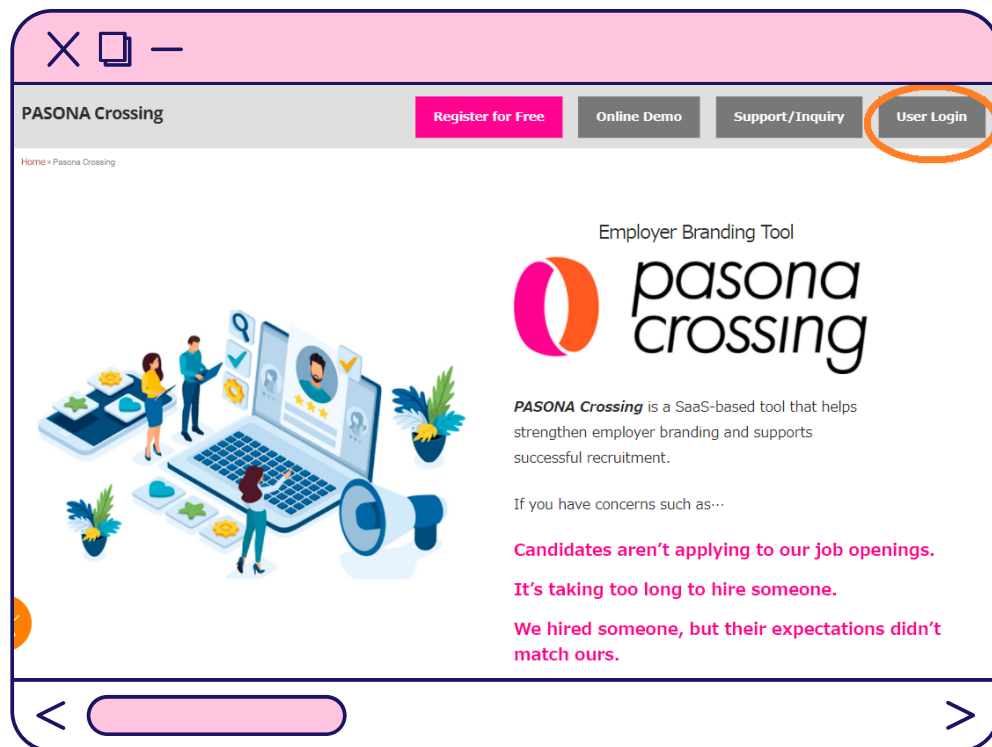 PASONA Crossing
Register for Free
Online Demo
Support/Inquiry
User Login
Home » Pasona Crossing
Employer Branding Tool
pasona
crossing
PASONA Crossing is a SaaS-based tool that helps
strengthen employer branding and supports
successful recruitment.
If you have concerns such as…
Candidates aren’t applying to our job openings.
It’s taking too long to hire someone.
We hired someone, but their expectations didn’t
match ours.